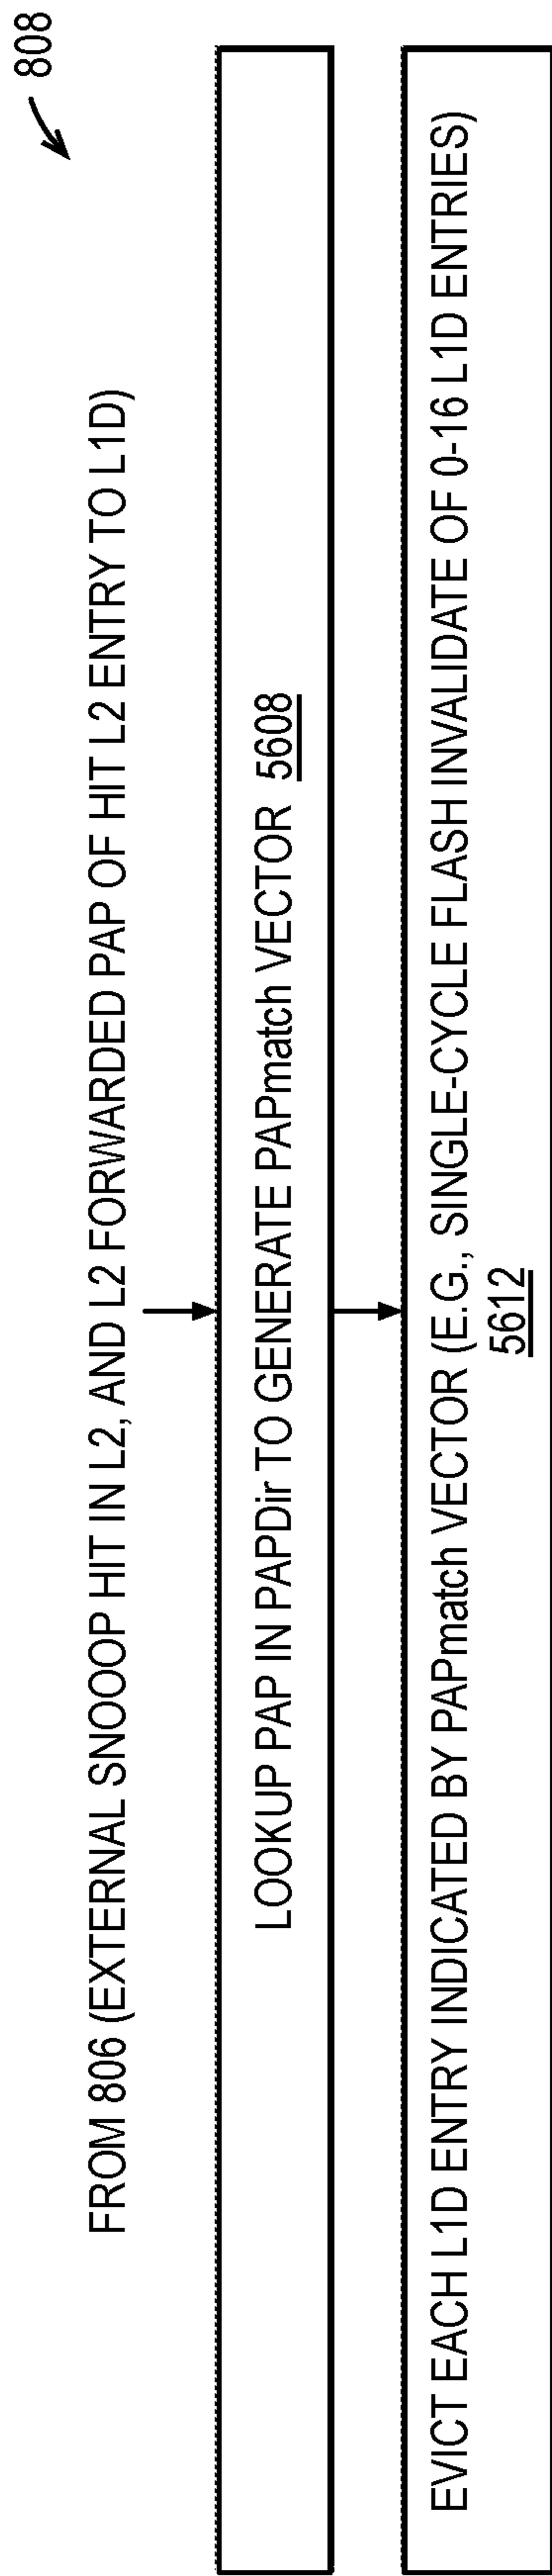 808
FROM 806 (EXTERNAL SNOOOP HIT IN L2, AND L2 FORWARDED PAP OF HIT L2 ENTRY TO L1D)
LOOKUP PAP IN PAPDir TO GENERATE PAPmatch VECTOR 5608
EVICT EACH L1D ENTRY INDICATED BY PAPmatch VECTOR (E.G., SINGLE-CYCLE FLASH INVALIDATE OF 0-16 L1D ENTRIES)
5612